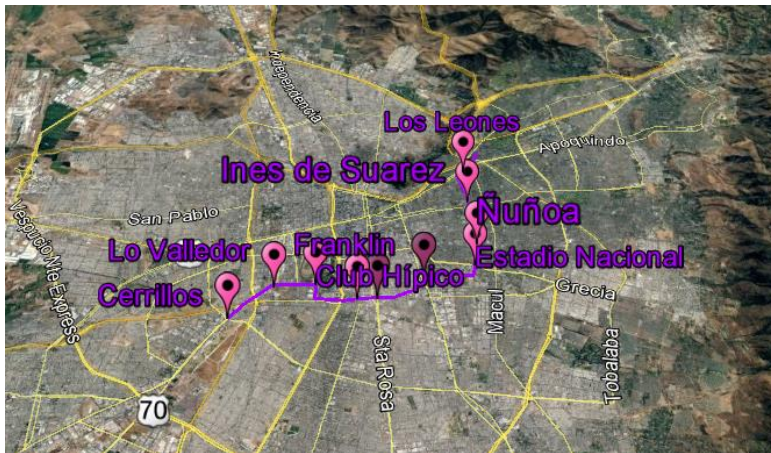 Independencia
Los Leones
Apoquindo
Ines de Suarez
San Pablo
Ñuñoa
Vespucio Nte Express
Lo Valledor
Franklin
Estadio Nacional
Club Hípico
Cerrillos
Grecia
Macul
Sta Rosa
Tobalaba
70